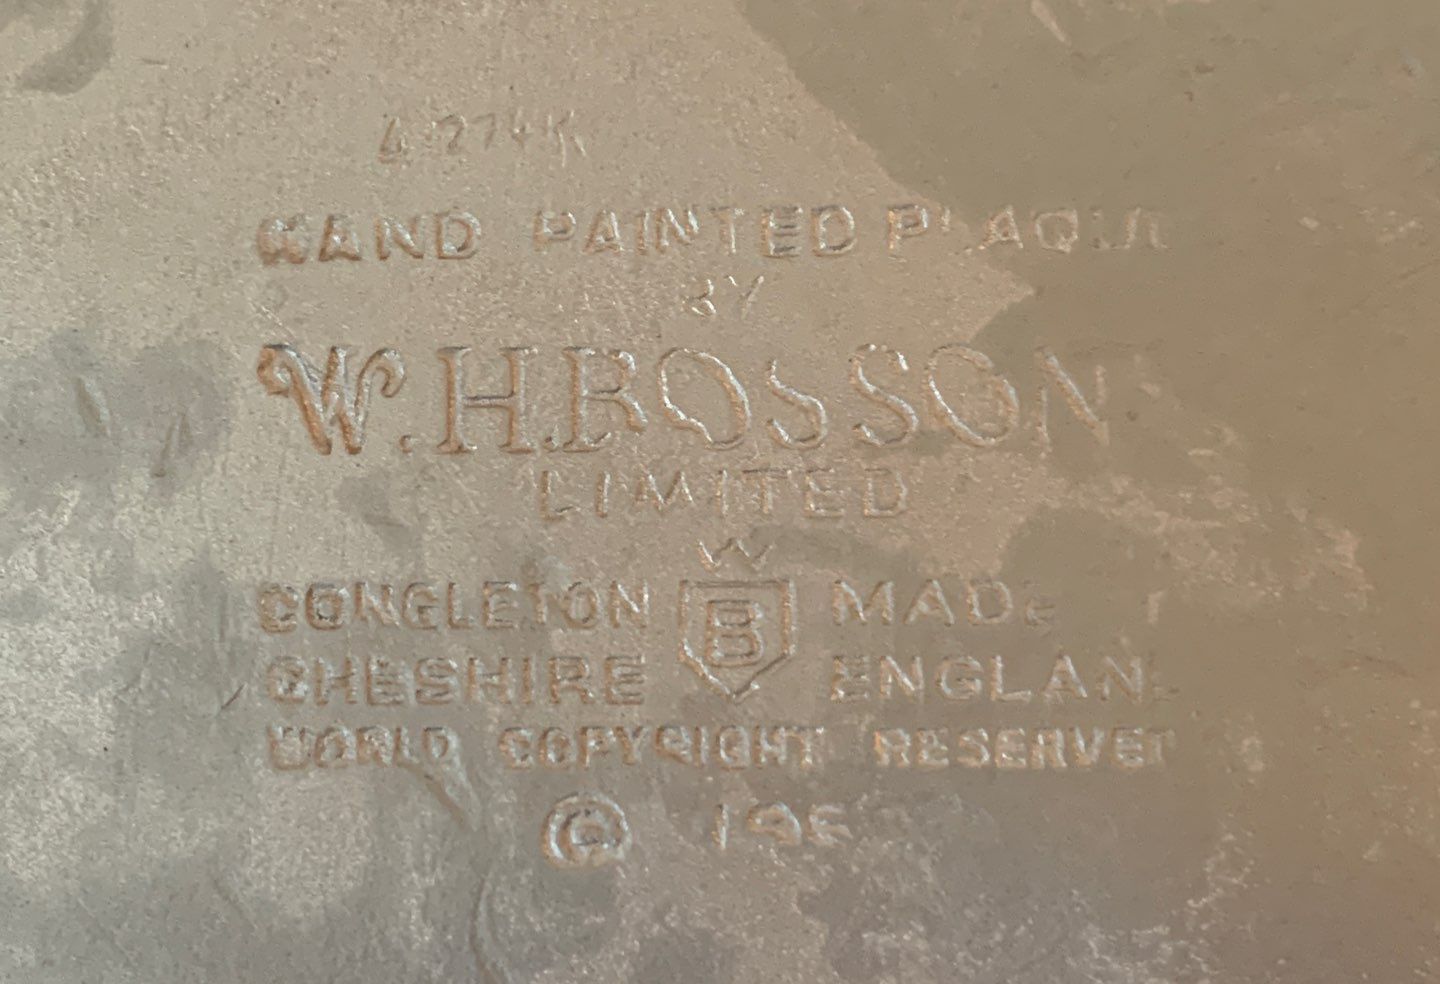 HAND PAINTED PLAQUE
BY
W.H.BOSSON
LIMITED
W
B
CONGLETON MADE
CHESHIRE ENGLAND
WORLD COPYRIGHT RESERVED
©